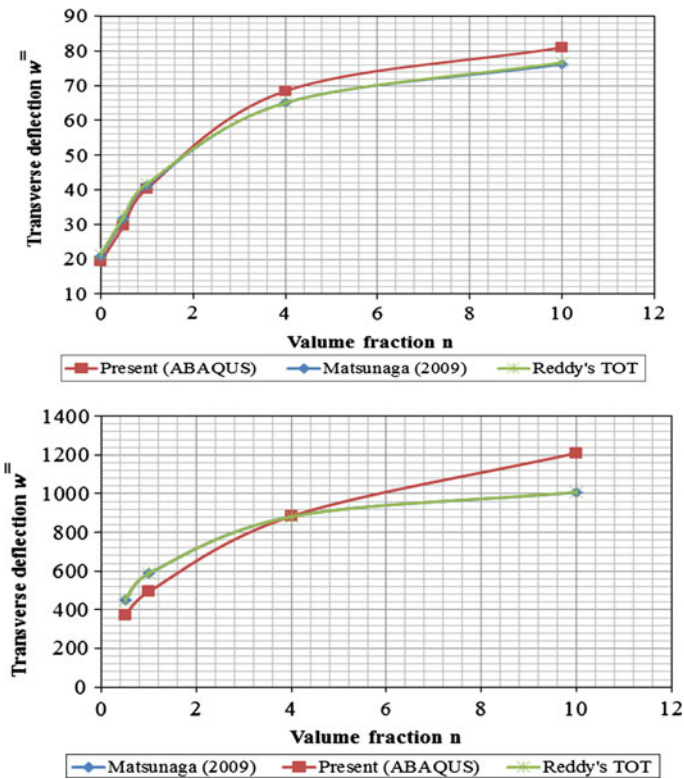 Transverse deflection w̿
90
80
70
60
50
40
30
20
10
0 2 4 6 8 10 12
Valume fraction n
Present (ABAQUS) Matsunaga (2009) Reddy's TOT
Transverse deflection w̿
1400
1200
1000
800
600
400
200
0
0 2 4 6 8 10 12
Valume fraction n
Matsunaga (2009) Present (ABAQUS) Reddy's TOT